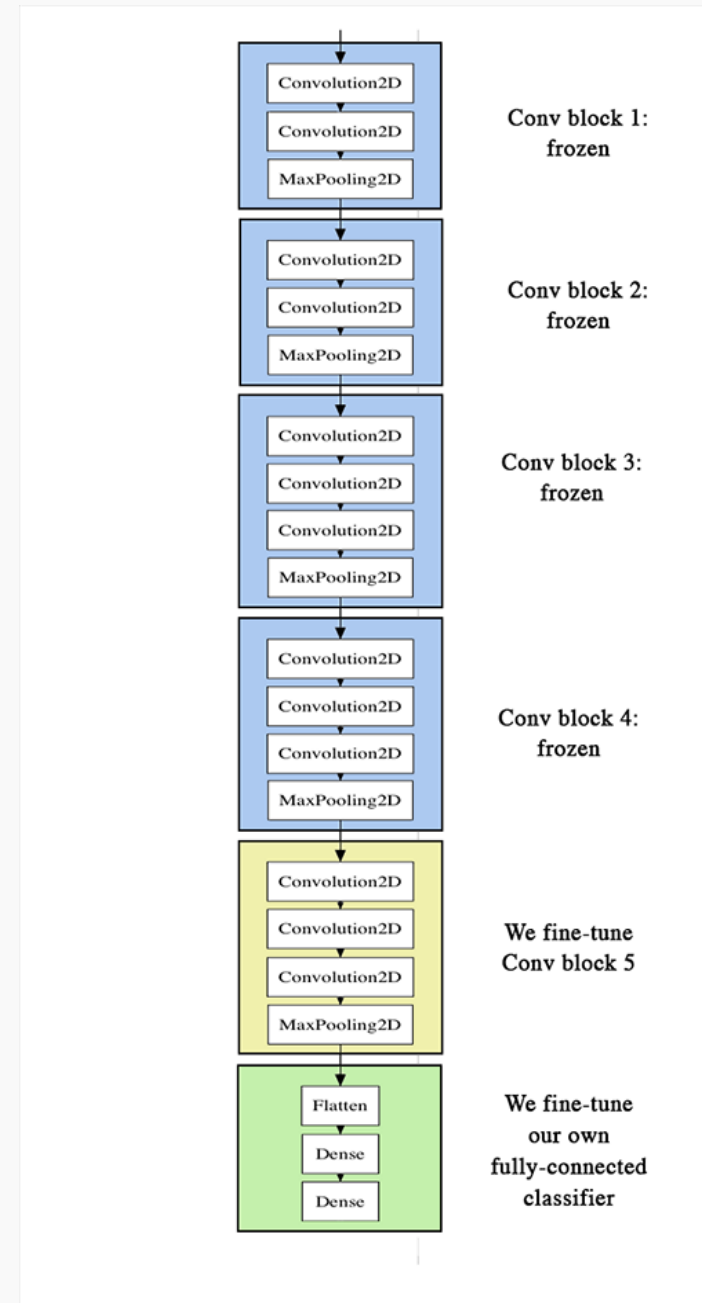 Convolution2D
Convolution2D
MaxPooling2D
Conv block 1:
frozen
Convolution2D
Convolution2D
MaxPooling2D
Conv block 2:
frozen
Convolution2D
Convolution2D
Convolution2D
MaxPooling2D
Conv block 3:
frozen
Convolution2D
Convolution2D
Convolution2D
MaxPooling2D
Conv block 4:
frozen
Convolution2D
Convolution2D
Convolution2D
MaxPooling2D
We fine-tune
Conv block 5
Flatten
Dense
Dense
We fine-tune
our own
fully-connected
classifier